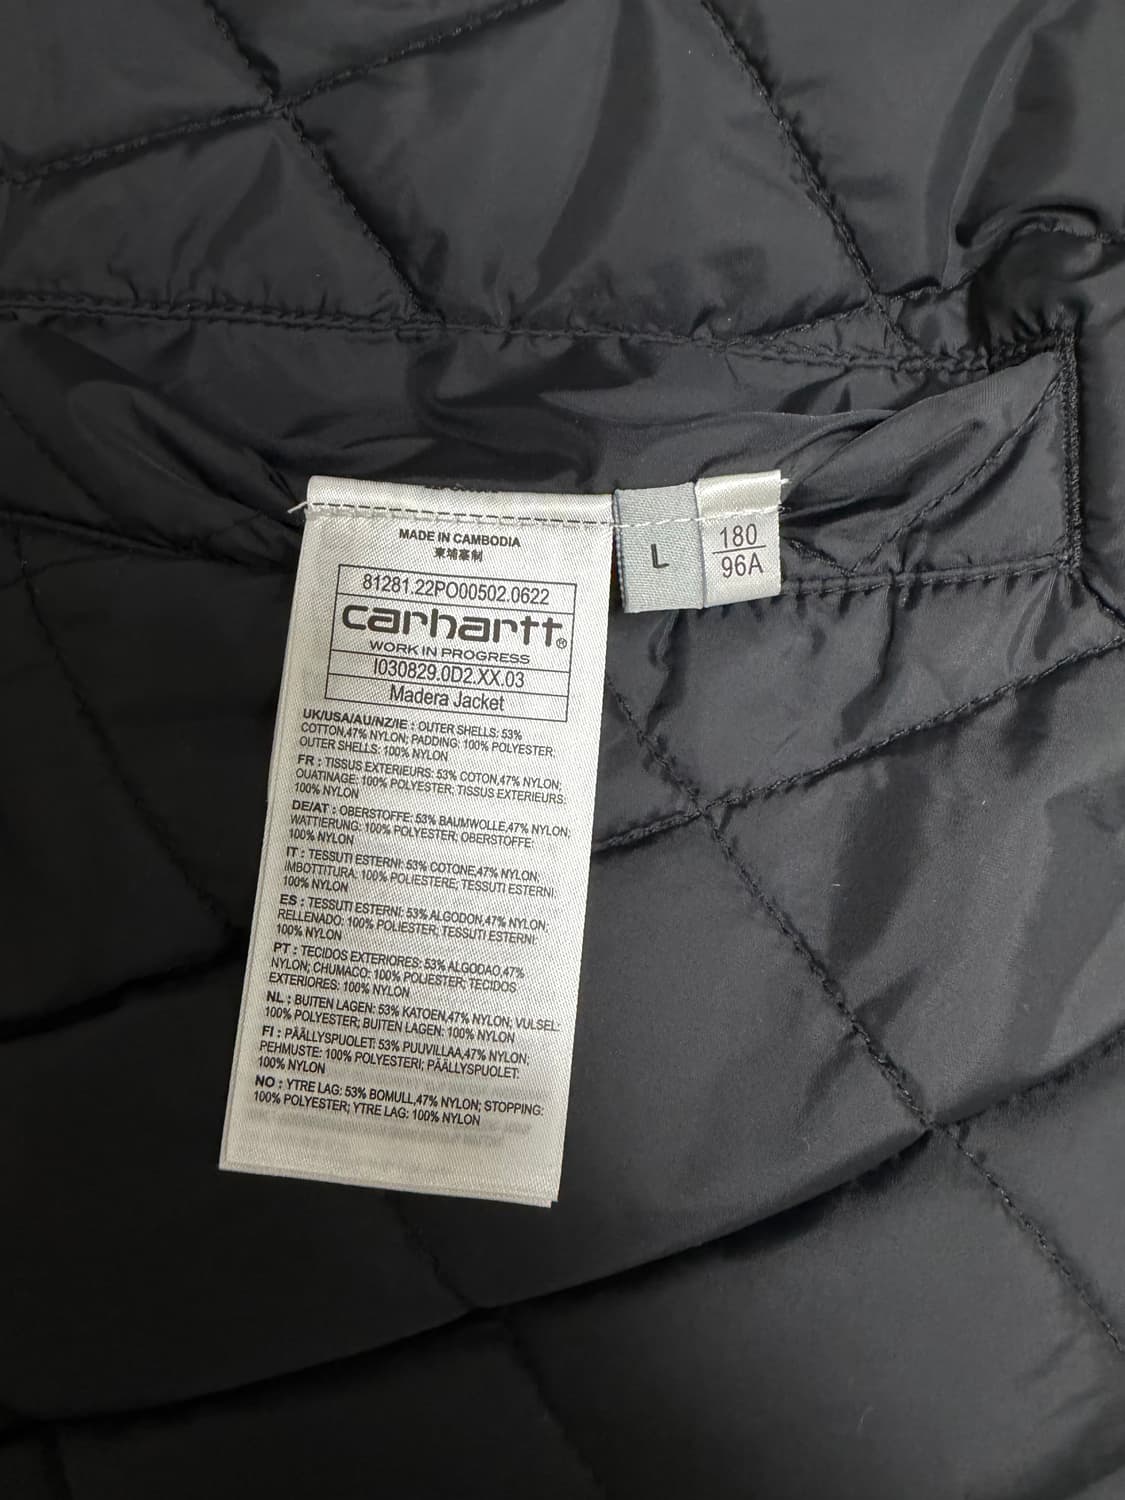 MADE IN CAMBODIA
柬埔寨制
81281.22PO00502.0622
carhartt®
WORK IN PROGRESS
I030829.0D2.XX.03
Madera Jacket
UK/USA/AU/NZ/IE : OUTER SHELLS: 53%
COTTON,47% NYLON; PADDING: 100% POLYESTER;
OUTER SHELLS: 100% NYLON
FR : TISSUS EXTERIEURS: 53% COTON,47% NYLON;
OUATINAGE: 100% POLYESTER; TISSUS EXTERIEURS:
100% NYLON
DE/AT : OBERSTOFFE: 53% BAUMWOLLE,47% NYLON;
WATTIERUNG: 100% POLYESTER; OBERSTOFFE:
100% NYLON
IT : TESSUTI ESTERNI: 53% COTONE,47% NYLON;
IMBOTTITURA: 100% POLIESTERE; TESSUTI ESTERNI:
100% NYLON
ES : TESSUTI ESTERNI: 53% ALGODON,47% NYLON;
RELLENADO: 100% POLIESTER; TESSUTI ESTERNI:
100% NYLON
PT : TECIDOS EXTERIORES: 53% ALGODAO,47%
NYLON; CHUMACO: 100% POLIESTER; TECIDOS
EXTERIORES: 100% NYLON
NL : BUITEN LAGEN: 53% KATOEN,47% NYLON; VULSEL:
100% POLYESTER; BUITEN LAGEN: 100% NYLON
FI : PÄÄLLYSPUOLET: 53% PUUVILLAA,47% NYLON;
PEHMUSTE: 100% POLYESTERI; PÄÄLLYSPUOLET:
100% NYLON
NO : YTRE LAG: 53% BOMULL,47% NYLON; STOPPING:
100% POLYESTER; YTRE LAG: 100% NYLON
L
180
96A